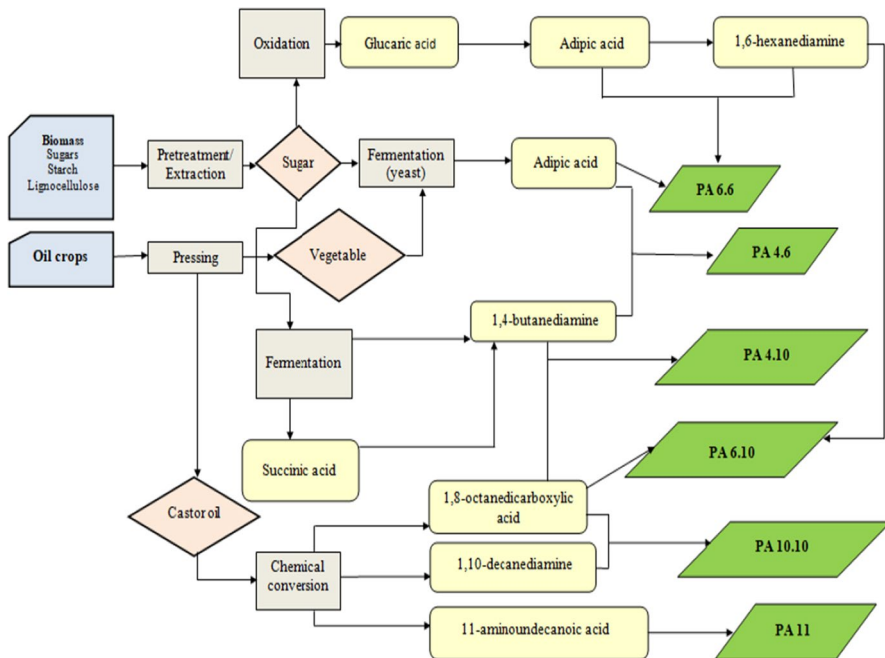 Oxidation
Glucaric acid
Adipic acid
1,6-hexanediamine
Biomass
Sugars
Starch
Lignocellulose
Pretreatment/
Extraction
Sugar
Fermentation
(yeast)
Adipic acid
PA 6.6
Oil crops
Pressing
Vegetable
PA 4.6
1,4-butanediamine
Fermentation
PA 4.10
Succinic acid
PA 6.10
1,8-octanedicarboxylic
acid
Castor oil
PA 10.10
Chemical
conversion
1,10-decanediamine
11-aminoundecanoic acid
PA 11